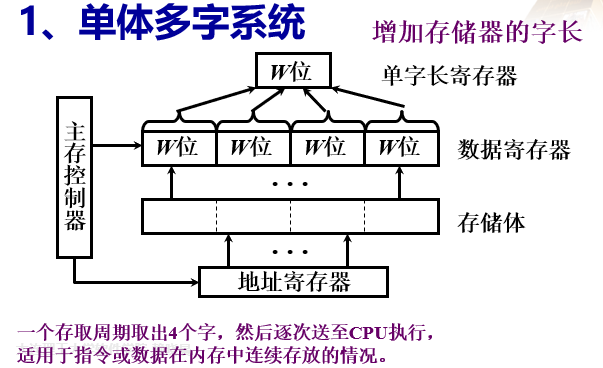 1、单体多字系统
增加存储器的字长
W位
单字长寄存器
主存控制器
W位 W位 W位 W位
数据寄存器
...
存储体
...
地址寄存器
一个存取周期取出4个字，然后逐次送至CPU执行，
适用于指令或数据在内存中连续存放的情况。